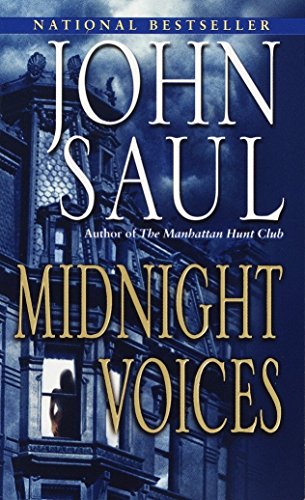 NATIONAL BESTSELLER
JOHN
SAUL
Author of The Manhattan Hunt Club
MIDNIGHT
VOICES